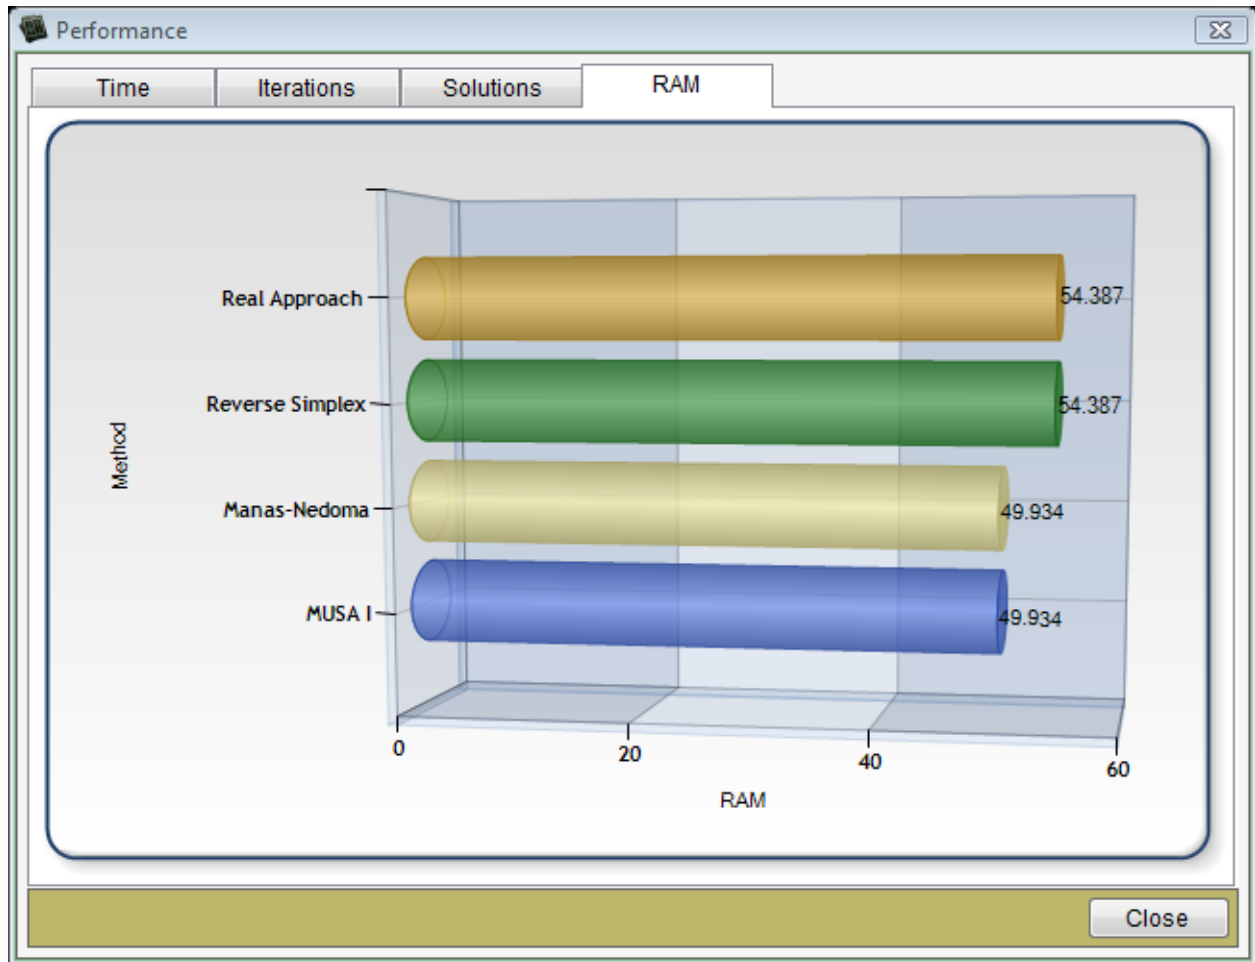 Performance
Time
Iterations
Solutions
RAM
Real Approach
54.387
Reverse Simplex
54.387
Method
Manas-Nedoma
49.934
MUSA I
49.934
0
20
40
60
RAM
Close